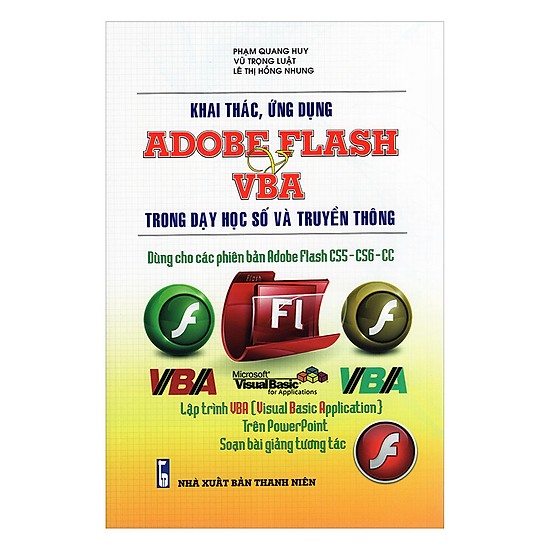 PHẠM QUANG HUY
VŨ TRỌNG LUẬT
LÊ THỊ HỒNG NHUNG
KHAI THÁC, ỨNG DỤNG
ADOBE FLASH
&
VBA
TRONG DẠY HỌC SỐ VÀ TRUYỀN THÔNG
Dùng cho các phiên bản Adobe Flash CS5 - CS6 - CC
Flash
Fl
VBA
Microsoft
Visual Basic
for Applications
VBA
Lập trình VBA (Visual Basic Application)
Trên PowerPoint
Soạn bài giảng tương tác
NHÀ XUẤT BẢN THANH NIÊN